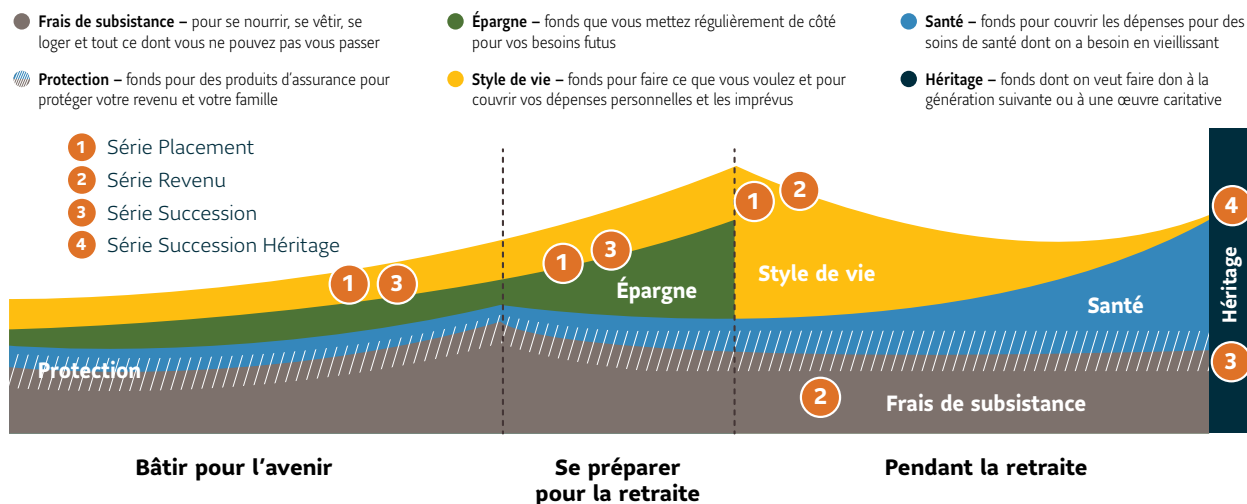 Frais de subsistance – pour se nourrir, se vêtir, se
loger et tout ce dont vous ne pouvez pas vous passer
Épargne – fonds que vous mettez régulièrement de côté
pour vos besoins futus
Santé – fonds pour couvrir les dépenses pour des
soins de santé dont on a besoin en vieillissant
Protection – fonds pour des produits d'assurance pour
protéger votre revenu et votre famille
Style de vie – fonds pour faire ce que vous voulez et pour
couvrir vos dépenses personnelles et les imprévus
Héritage – fonds dont on veut faire don à la
génération suivante ou à une œuvre caritative
1 Série Placement
2 Série Revenu
3 Série Succession
4 Série Succession Héritage
1 3
1 3
1 2
4
Épargne
Style de vie
Santé
Héritage
Protection
3
2
Frais de subsistance
Bâtir pour l'avenir
Se préparer
pour la retraite
Pendant la retraite